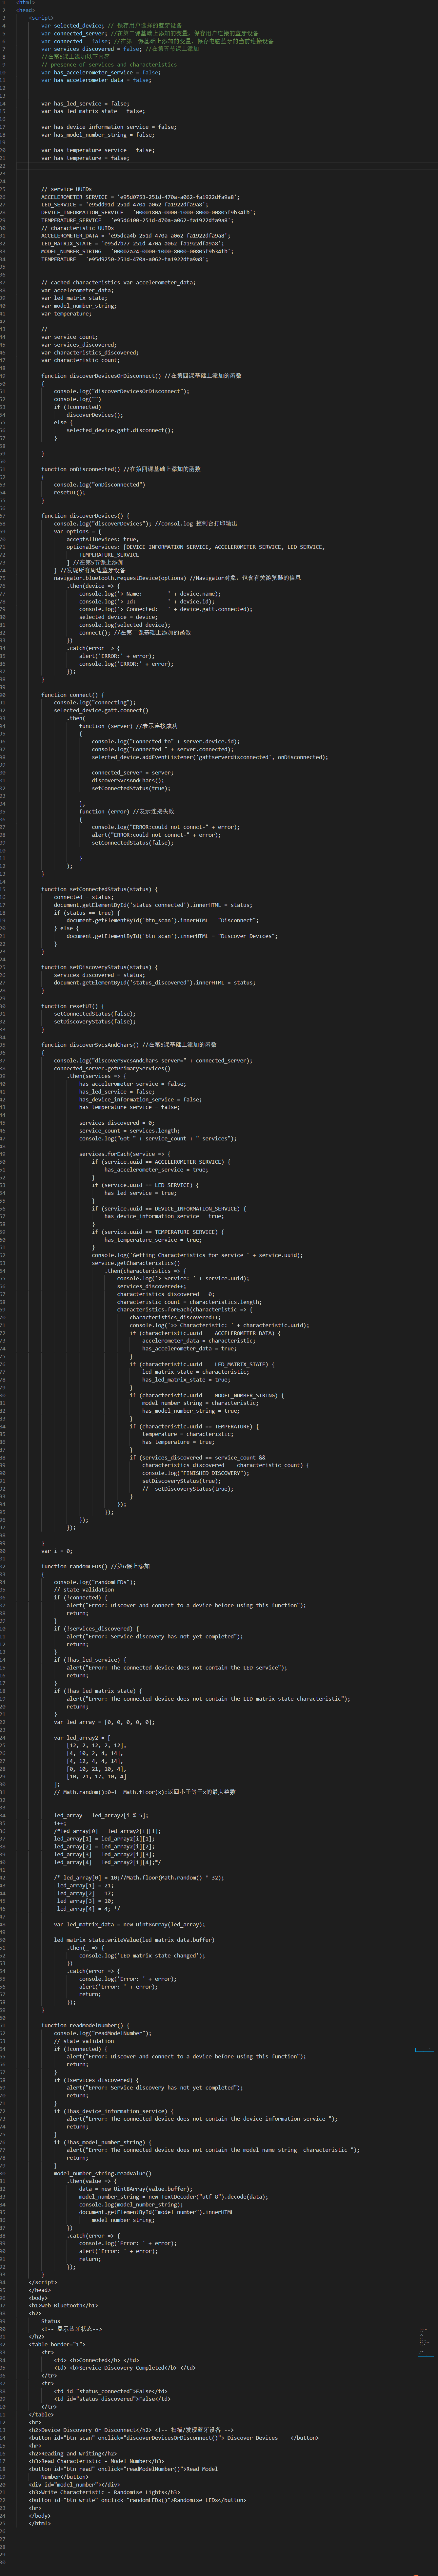 <html>
<head>
<script>
var selected_device; // 保存用户选择的蓝牙设备
var connected_server; //在第二课基础上添加的变量，保存用户连接的蓝牙设备
var connected = false; //在第三课基础上添加的变量，保存电脑蓝牙的当前连接设备
var services_discovered = false; //在第五节课上添加
//在第5课上添加以下内容
// presence of services and characteristics
var has_accelerometer_service = false;
var has_accelerometer_data = false;
var has_led_service = false;
var has_led_matrix_state = false;
var has_device_information_service = false;
var has_model_number_string = false;
var has_temperature_service = false;
var has_temperature = false;
// service UUIDs
ACCELEROMETER_SERVICE = 'e95d0753-251d-470a-a062-fa1922dfa9a8';
LED_SERVICE = 'e95dd91d-251d-470a-a062-fa1922dfa9a8';
DEVICE_INFORMATION_SERVICE = '0000180a-0000-1000-8000-00805f9b34fb';
TEMPERATURE_SERVICE = 'e95d6100-251d-470a-a062-fa1922dfa9a8';
// characteristic UUIDs
ACCELEROMETER_DATA = 'e95dca4b-251d-470a-a062-fa1922dfa9a8';
LED_MATRIX_STATE = 'e95d7b77-251d-470a-a062-fa1922dfa9a8';
MODEL_NUMBER_STRING = '00002a24-0000-1000-8000-00805f9b34fb';
TEMPERATURE = 'e95d9250-251d-470a-a062-fa1922dfa9a8';
// cached characteristics var accelerometer_data;
var accelerometer_data;
var led_matrix_state;
var model_number_string;
var temperature;
//
var service_count;
var services_discovered;
var characteristics_discovered;
var characteristic_count;
function discoverDevicesOrDisconnect() //在第四课基础上添加的函数
{
console.log("discoverDevicesOrDisconnect");
console.log("")
if (!connected)
discoverDevices();
else {
selected_device.gatt.disconnect();
}
}
function onDisconnected() //在第四课基础上添加的函数
{
console.log("onDisconnected")
resetUI();
}
function discoverDevices() {
console.log("discoverDevices"); //consol.log 控制台打印输出
var options = {
acceptAllDevices: true,
optionalServices: [DEVICE_INFORMATION_SERVICE, ACCELEROMETER_SERVICE, LED_SERVICE,
TEMPERATURE_SERVICE
] //在第5节课上添加
} //发现所有周边蓝牙设备
navigator.bluetooth.requestDevice(options) //Navigator对象，包含有关游览器的信息
.then(device => {
console.log('> Name: ' + device.name);
console.log('> Id: ' + device.id);
console.log('> Connected: ' + device.gatt.connected);
selected_device = device;
console.log(selected_device);
connect(); //在第二课基础上添加的函数
})
.catch(error => {
alert('ERROR:' + error);
console.log('ERROR:' + error);
});
}
function connect() {
console.log("connecting");
selected_device.gatt.connect()
.then(
function (server) //表示连接成功
{
console.log("Connected to" + server.device.id);
console.log("Connected=" + server.connected);
selected_device.addEventListener('gattserverdisconnected', onDisconnected);
connected_server = server;
discoverSvcsAndChars();
setConnectedStatus(true);
},
function (error) //表示连接失败
{
console.log("ERROR:could not connct-" + error);
alert("ERROR:could not connct-" + error);
setConnectedStatus(false);
}
);
}
function setConnectedStatus(status) {
connected = status;
document.getElementById('status_connected').innerHTML = status;
if (status == true) {
document.getElementById('btn_scan').innerHTML = "Disconnect";
} else {
document.getElementById('btn_scan').innerHTML = "Discover Devices";
}
}
function setDiscoveryStatus(status) {
services_discovered = status;
document.getElementById('status_discovered').innerHTML = status;
}
function resetUI() {
setConnectedStatus(false);
setDiscoveryStatus(false);
}
function discoverSvcsAndChars() //在第5课基础上添加的函数
{
console.log("discoverSvcsAndChars server=" + connected_server);
connected_server.getPrimaryServices()
.then(services => {
has_accelerometer_service = false;
has_led_service = false;
has_device_information_service = false;
has_temperature_service = false;
services_discovered = 0;
service_count = services.length;
console.log("Got " + service_count + " services");
services.forEach(service => {
if (service.uuid == ACCELEROMETER_SERVICE) {
has_accelerometer_service = true;
}
if (service.uuid == LED_SERVICE) {
has_led_service = true;
}
if (service.uuid == DEVICE_INFORMATION_SERVICE) {
has_device_information_service = true;
}
if (service.uuid == TEMPERATURE_SERVICE) {
has_temperature_service = true;
}
console.log('Getting Characteristics for service ' + service.uuid);
service.getCharacteristics()
.then(characteristics => {
console.log('> Service: ' + service.uuid);
services_discovered++;
characteristics_discovered = 0;
characteristic_count = characteristics.length;
characteristics.forEach(characteristic => {
characteristics_discovered++;
console.log('>> Characteristic: ' + characteristic.uuid);
if (characteristic.uuid == ACCELEROMETER_DATA) {
accelerometer_data = characteristic;
has_accelerometer_data = true;
}
if (characteristic.uuid == LED_MATRIX_STATE) {
led_matrix_state = characteristic;
has_led_matrix_state = true;
}
if (characteristic.uuid == MODEL_NUMBER_STRING) {
model_number_string = characteristic;
has_model_number_string = true;
}
if (characteristic.uuid == TEMPERATURE) {
temperature = characteristic;
has_temperature = true;
}
if (services_discovered == service_count &&
characteristics_discovered == characteristic_count) {
console.log("FINISHED DISCOVERY");
setDiscoveryStatus(true);
// setDiscoveryStatus(true);
}
});
});
});
});
}
var i = 0;
function randomLEDs() //第6课上添加
{
console.log("randomLEDs");
// state validation
if (!connected) {
alert("Error: Discover and connect to a device before using this function");
return;
}
if (!services_discovered) {
alert("Error: Service discovery has not yet completed");
return;
}
if (!has_led_service) {
alert("Error: The connected device does not contain the LED service");
return;
}
if (!has_led_matrix_state) {
alert("Error: The connected device does not contain the LED matrix state characteristic");
return;
}
var led_array = [0, 0, 0, 0, 0];
var led_array2 = [
[12, 2, 12, 2, 12],
[4, 10, 2, 4, 14],
[4, 12, 4, 4, 14],
[0, 10, 21, 10, 4],
[10, 21, 17, 10, 4]
];
// Math.random():0~1 Math.floor(x):返回小于等于x的最大整数
led_array = led_array2[i % 5];
i++;
/*led_array[0] = led_array2[i][1];
led_array[1] = led_array2[i][1];
led_array[2] = led_array2[i][2];
led_array[3] = led_array2[i][3];
led_array[4] = led_array2[i][4];*/
/* led_array[0] = 10;//Math.floor(Math.random() * 32);
led_array[1] = 21;
led_array[2] = 17;
led_array[3] = 10;
led_array[4] = 4; */
var led_matrix_data = new Uint8Array(led_array);
led_matrix_state.writeValue(led_matrix_data.buffer)
.then(_ => {
console.log('LED matrix state changed');
})
.catch(error => {
console.log('Error: ' + error);
alert('Error: ' + error);
return;
});
}
function readModelNumber() {
console.log("readModelNumber");
// state validation
if (!connected) {
alert("Error: Discover and connect to a device before using this function");
return;
}
if (!services_discovered) {
alert("Error: Service discovery has not yet completed");
return;
}
if (!has_device_information_service) {
alert("Error: The connected device does not contain the device information service ");
return;
}
if (!has_model_number_string) {
alert("Error: The connected device does not contain the model name string characteristic ");
return;
}
model_number_string.readValue()
.then(value => {
data = new Uint8Array(value.buffer);
model_number_string = new TextDecoder("utf-8").decode(data);
console.log(model_number_string);
document.getElementById("model_number").innerHTML =
model_number_string;
})
.catch(error => {
console.log('Error: ' + error);
alert('Error: ' + error);
return;
});
}
</script>
</head>
<body>
<h1>Web Bluetooth</h1>
<h2>
Status
<!-- 显示蓝牙状态-->
</h2>
<table border="1">
<tr>
<td> <b>Connected</b> </td>
<td> <b>Service Discovery Completed</b> </td>
</tr>
<tr>
<td id="status_connected">False</td>
<td id="status_discovered">False</td>
</tr>
</table>
<hr>
<h2>Device Discovery Or Disconnect</h2> <!-- 扫描/发现蓝牙设备 -->
<button id="btn_scan" onclick="discoverDevicesOrDisconnect()"> Discover Devices </button>
<hr>
<h2>Reading and Writing</h2>
<h3>Read Characteristic - Model Number</h3>
<button id="btn_read" onclick="readModelNumber()">Read Model
Number</button>
<div id="model_number"></div>
<h3>Write Characteristic - Randomise Lights</h3>
<button id="btn_write" onclick="randomLEDs()">Randomise LEDs</button>
<hr>
</body>
</html>